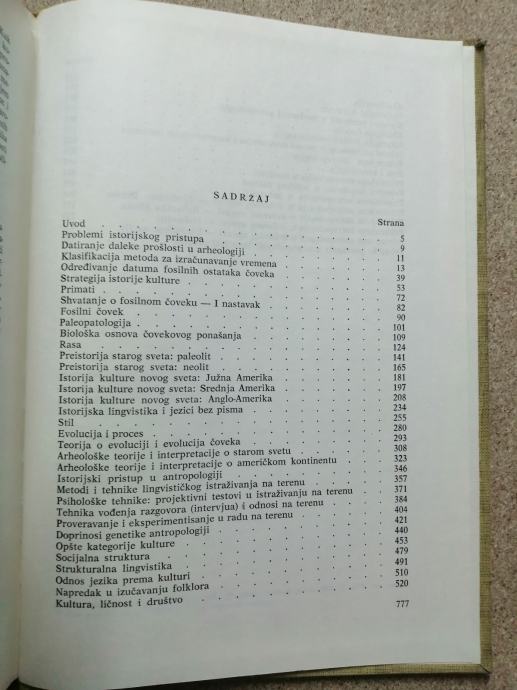 SADRŽAJ
Strana
Uvod . . . 5
Problemi istorijskog pristupa . . . 9
Datiranje daleke prošlosti u arheologiji . . . 11
Klasifikacija metoda za izračunavanje vremena . . . 13
Određivanje datuma fosilnih ostataka čoveka . . . 39
Strategija istorije kulture . . . 53
Primati . . . 72
Shvatanje o fosilnom čoveku — I nastavak . . . 82
Fosilni čovek . . . 90
Paleopatologija . . . 101
Biološka osnova čovekovog ponašanja . . . 109
Rasa . . . 124
Preistorija starog sveta: paleolit . . . 141
Preistorija starog sveta: neolit . . . 165
Istorija kulture novog sveta: Južna Amerika . . . 181
Istorija kulture novog sveta: Srednja Amerika . . . 197
Istorija kulture novog sveta: Anglo-Amerika . . . 208
Istorijska lingvistika i jezici bez pisma . . . 234
Stil . . . 255
Evolucija i proces . . . 280
Teorija o evoluciji i evolucija čoveka . . . 293
Arheološke teorije i interpretacije o starom svetu . . . 308
Arheološke teorije i interpretacije o američkom kontinentu . . . 323
Istorijski pristup u antropologiji . . . 346
Metodi i tehnike lingvističkog istraživanja na terenu . . . 357
Psihološke tehnike: projektivni testovi u istraživanju na terenu . . . 371
Tehnika vođenja razgovora (intervjua) i odnosi na terenu . . . 384
Proveravanje i eksperimentisanje u radu na terenu . . . 404
Doprinosi genetike antropologiji . . . 421
Opšte kategorije kulture . . . 440
Socijalna struktura . . . 453
Strukturalna lingvistika . . . 479
Odnos jezika prema kulturi . . . 491
Napredak u izučavanju folklora . . . 510
Kultura, ličnost i društvo . . . 520
777